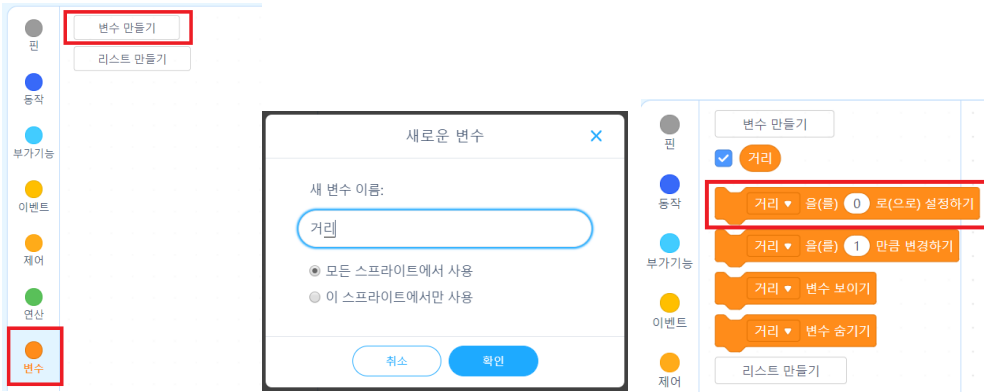 변수 만들기
리스트 만들기
핀
동작
부가기능
이벤트
제어
연산
변수
새로운 변수
새 변수 이름:
거리
모든 스프라이트에서 사용
이 스프라이트에서만 사용
취소 확인
변수 만들기
거리
거리 을(를) 0 로(으로) 설정하기
거리 을(를) 1 만큼 변경하기
거리 변수 보이기
거리 변수 숨기기
리스트 만들기
핀
동작
부가기능
이벤트
제어